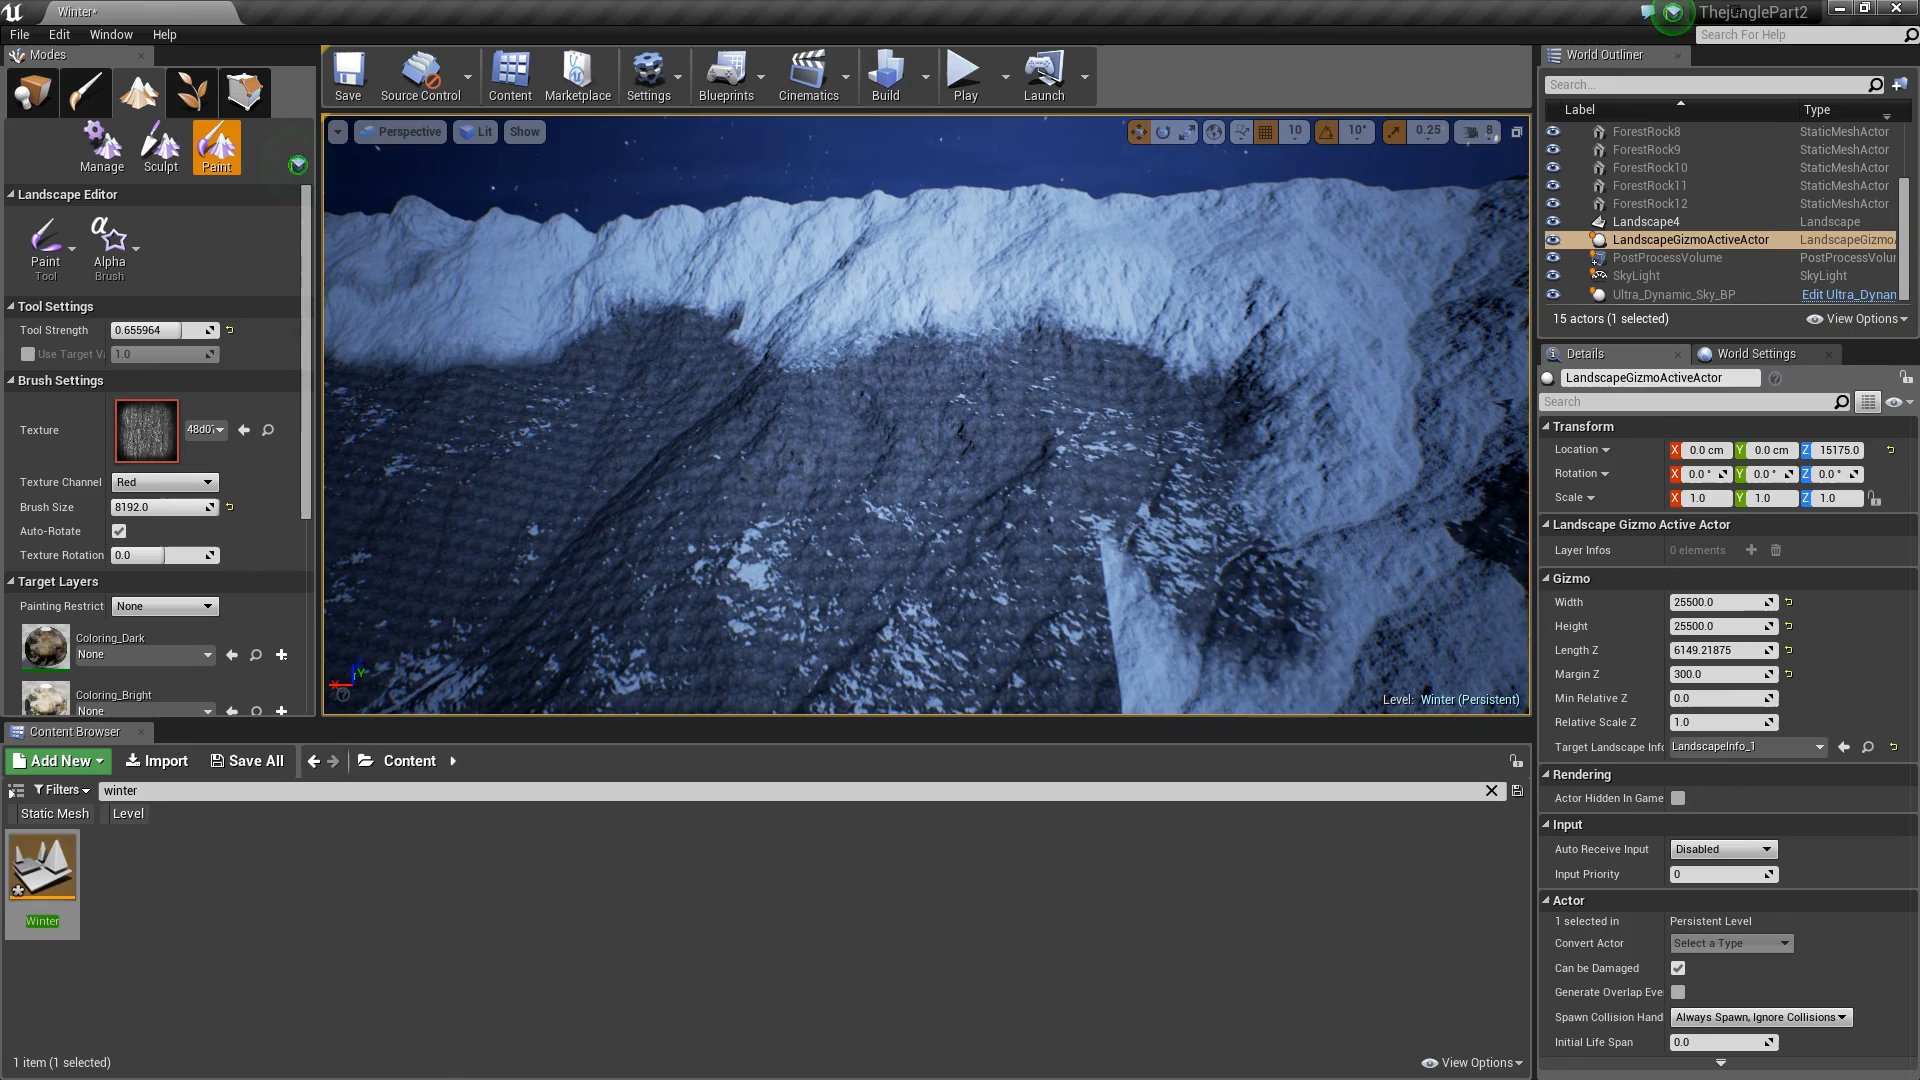 Winter*
ThejunglePart2
File Edit Window Help
Search For Help
Modes
Save Source Control Content Marketplace Settings Blueprints Cinematics Build Play Launch
World Outliner
Search...
Label Type
Perspective Lit Show
10 10° 0.25 8
ForestRock8 StaticMeshActor
ForestRock9 StaticMeshActor
ForestRock10 StaticMeshActor
ForestRock11 StaticMeshActor
ForestRock12 StaticMeshActor
Landscape4 Landscape
LandscapeGizmoActiveActor LandscapeGizmoA
PostProcessVolume PostProcessVolur
SkyLight SkyLight
Ultra_Dynamic_Sky_BP Edit Ultra_Dynan
15 actors (1 selected) View Options
Manage Sculpt Paint
Landscape Editor
Paint Alpha
Tool Brush
Tool Settings
Tool Strength 0.655964
Use Target V 1.0
Brush Settings
Texture 48d07
Texture Channel Red
Brush Size 8192.0
Auto-Rotate
Texture Rotation 0.0
Target Layers
Painting Restrict None
Coloring_Dark
None
Coloring_Bright
None
Level: Winter (Persistent)
Details World Settings
LandscapeGizmoActiveActor
Search
Transform
Location X 0.0 cm Y 0.0 cm Z 15175.0
Rotation X 0.0 ° Y 0.0 ° Z 0.0 °
Scale X 1.0 Y 1.0 Z 1.0
Landscape Gizmo Active Actor
Layer Infos 0 elements
Gizmo
Width 25500.0
Height 25500.0
Length Z 6149.21875
Margin Z 300.0
Min Relative Z 0.0
Relative Scale Z 1.0
Target Landscape Info LandscapeInfo_1
Rendering
Actor Hidden In Game
Input
Auto Receive Input Disabled
Input Priority 0
Actor
1 selected in Persistent Level
Convert Actor Select a Type
Can be Damaged
Generate Overlap Eve
Spawn Collision Hand Always Spawn, Ignore Collisions
Initial Life Span 0.0
Content Browser
Add New Import Save All Content
Filters winter
Static Mesh Level
Winter
1 item (1 selected) View Options